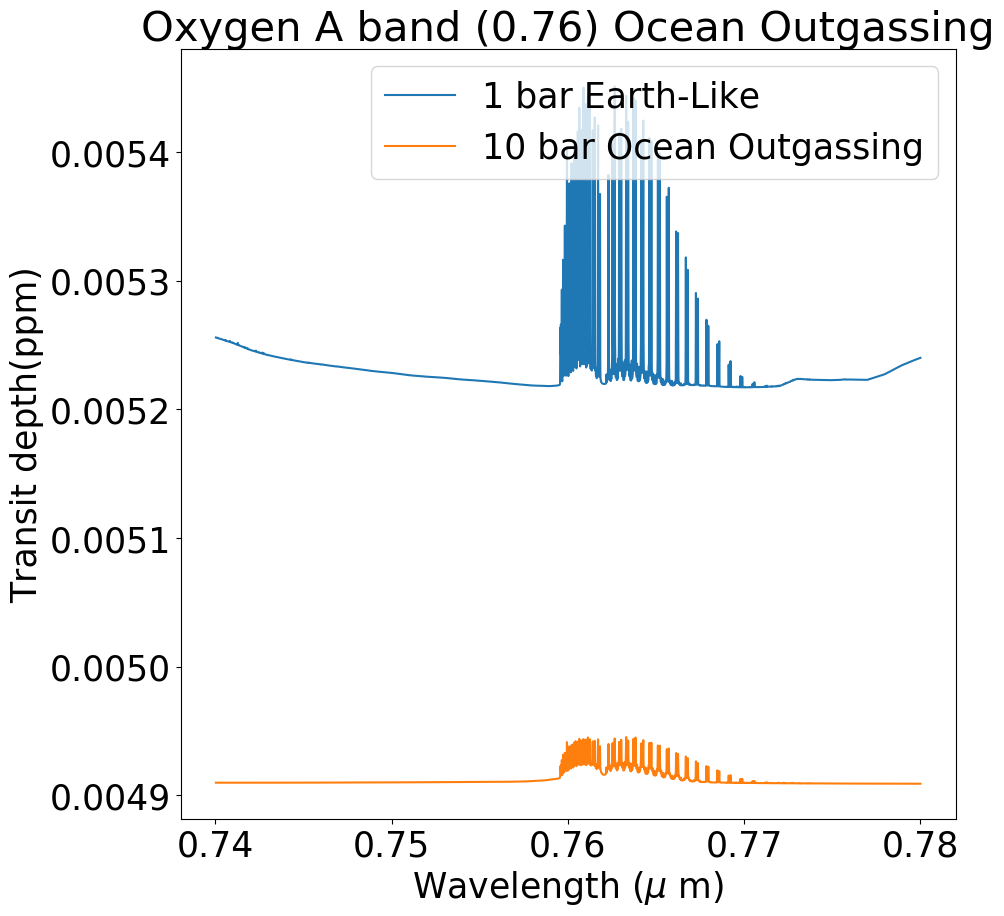 Oxygen A band (0.76) Ocean Outgassing
1 bar Earth-Like
10 bar Ocean Outgassing
Transit depth(ppm)
0.0054
0.0053
0.0052
0.0051
0.0050
0.0049
0.74 0.75 0.76 0.77 0.78
Wavelength (μ m)